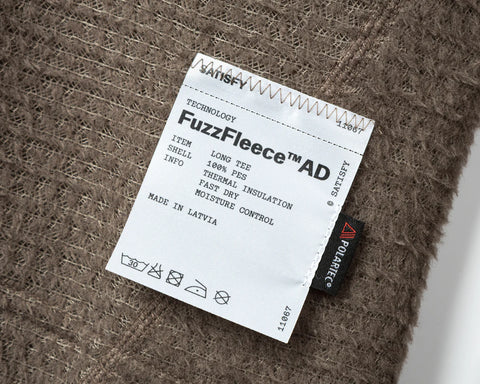 SATISFY
11067
TECHNOLOGY
FuzzFleece™AD
ITEM LONG TEE
SHELL 100% PES
INFO THERMAL INSULATION
FAST DRY
MOISTURE CONTROL
MADE IN LATVIA
© SATISFY
30
11067
POLARTEC®